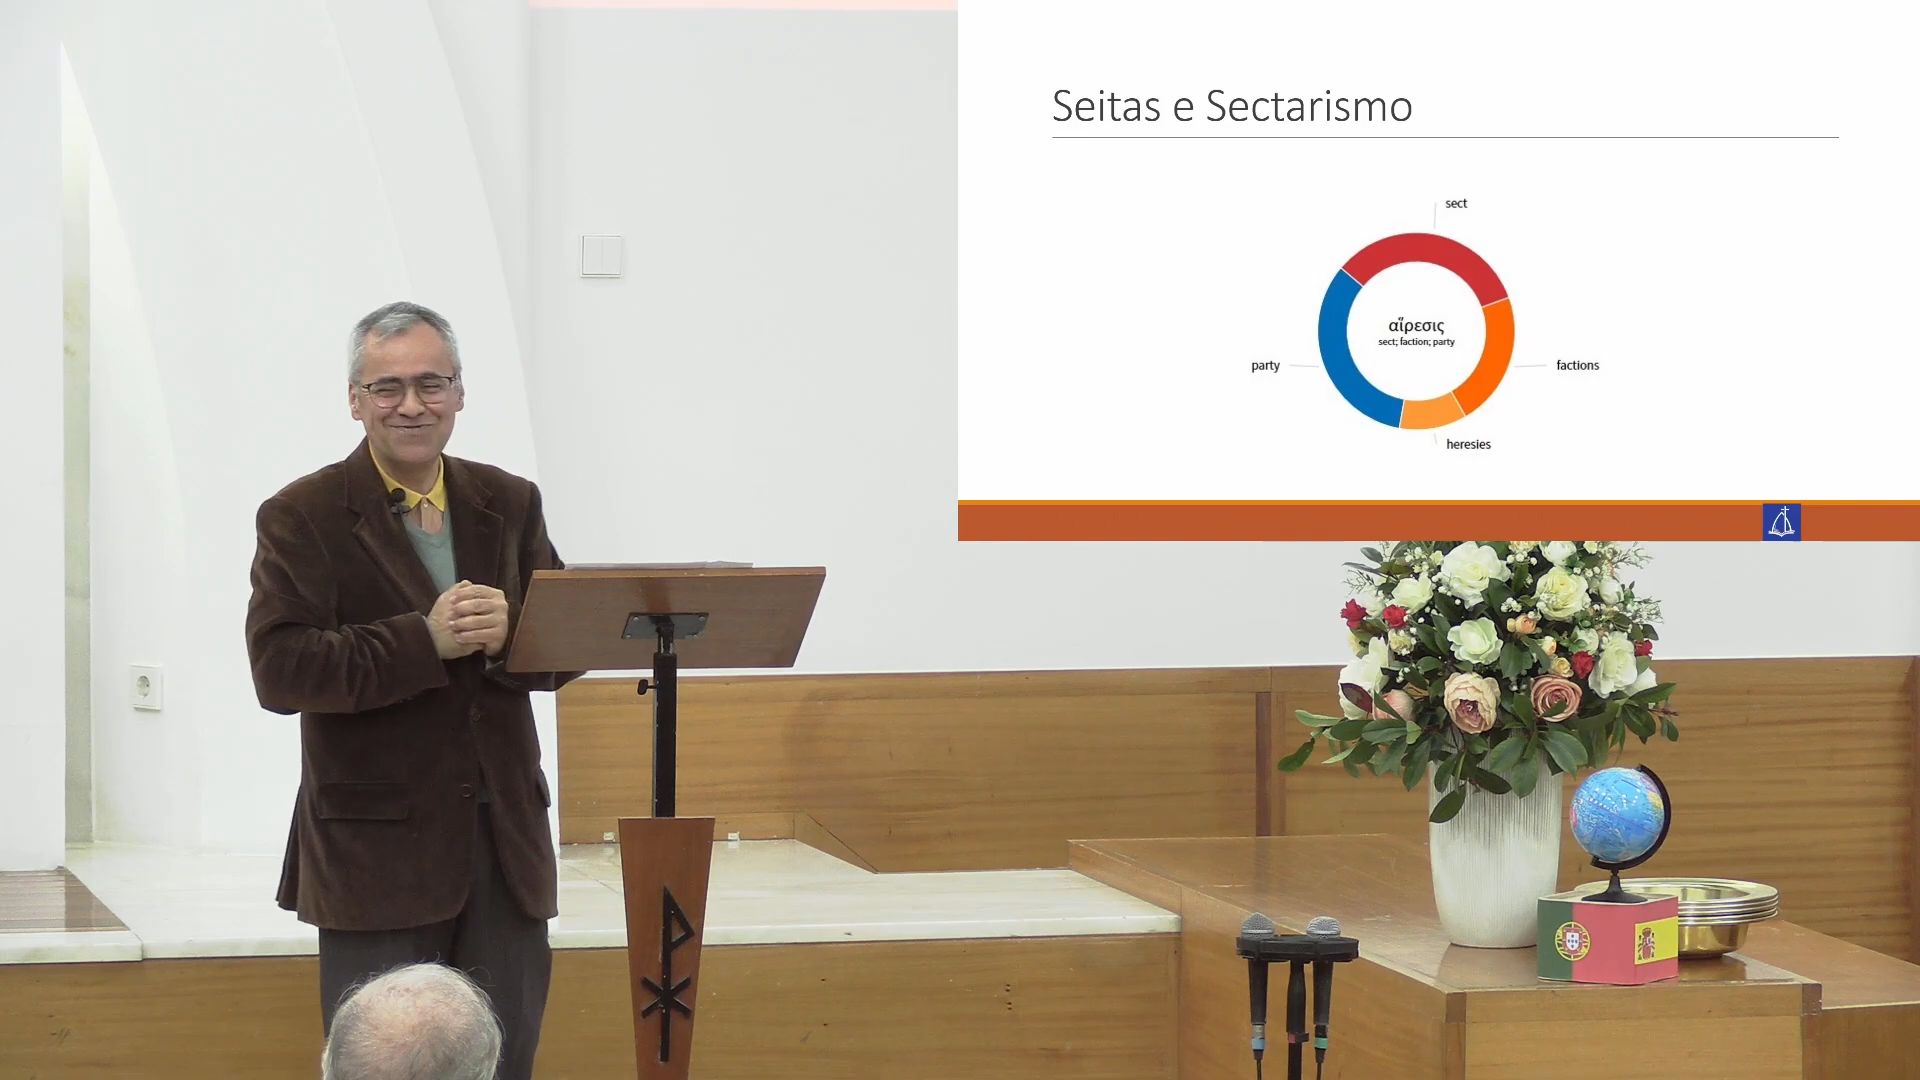 Seitas e Sectarismo
sect
αἵρεσις
sect; faction; party
party
factions
heresies